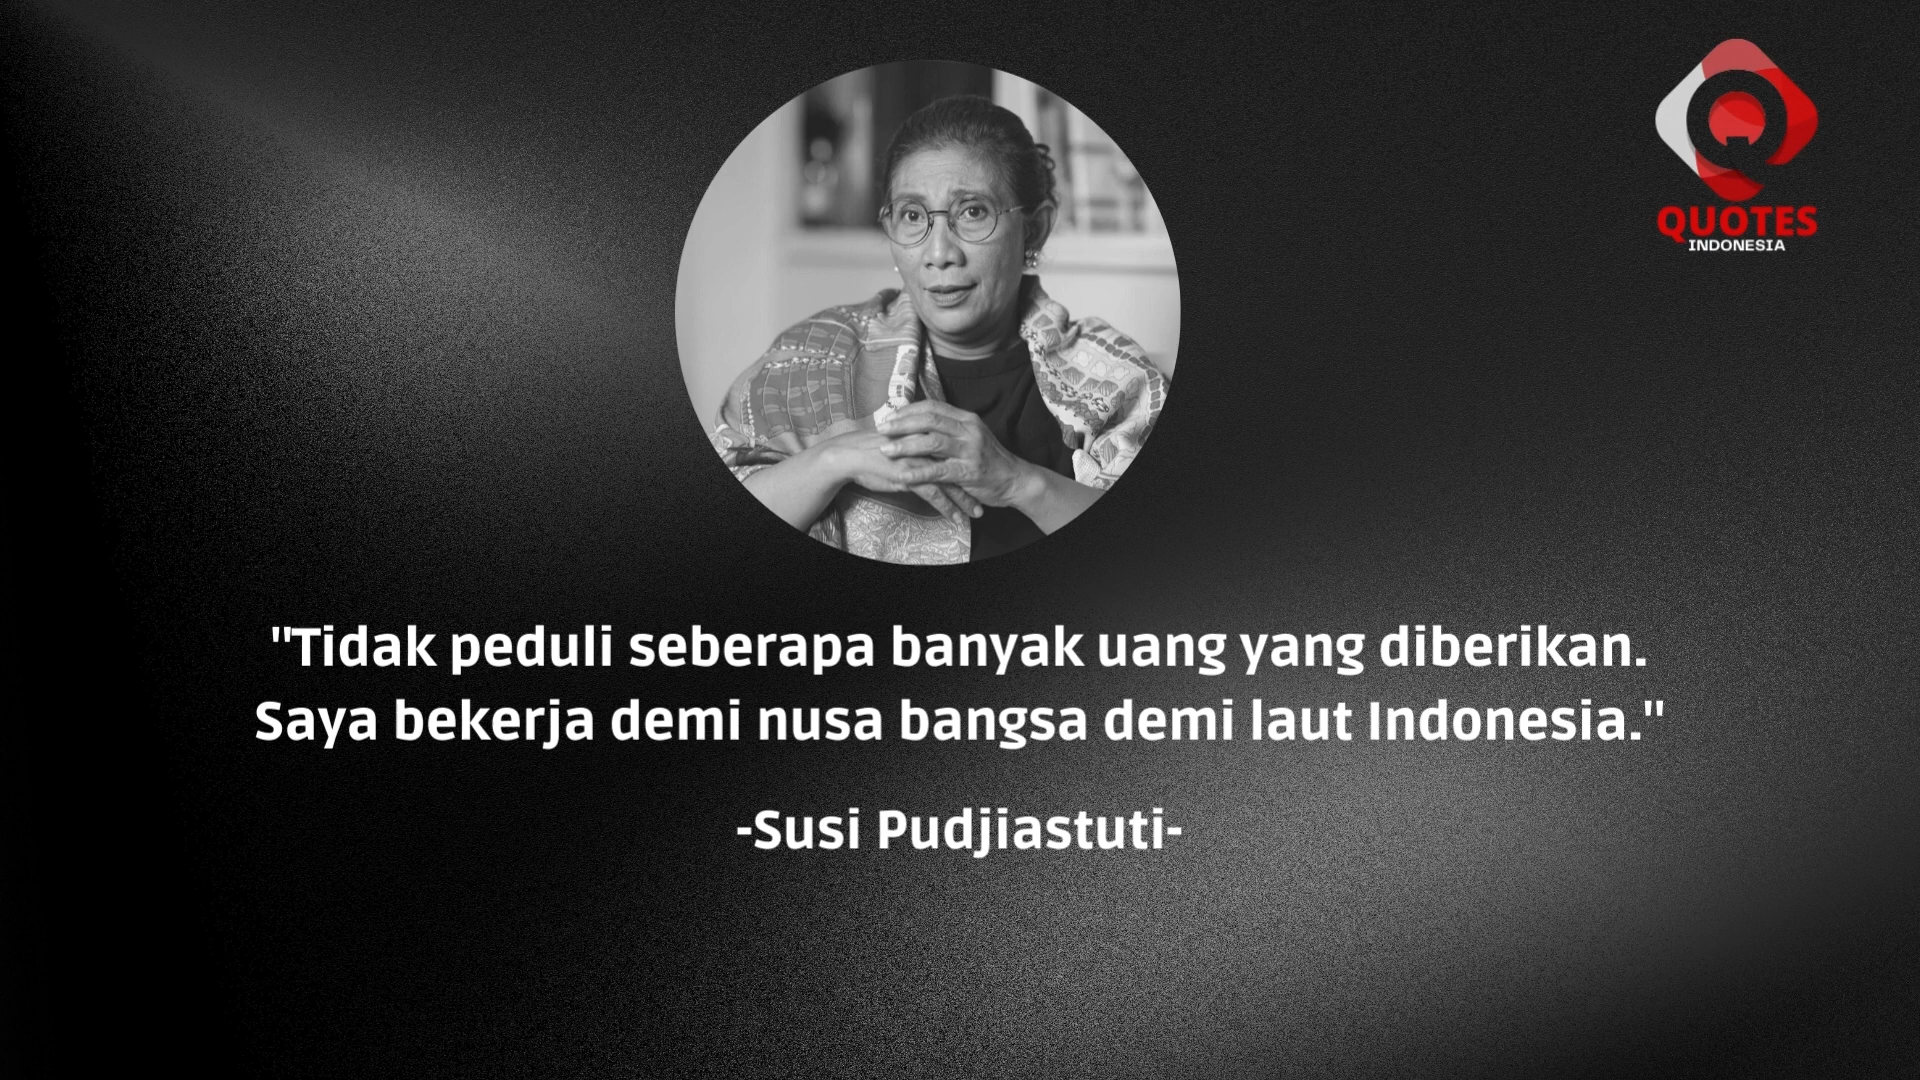 QUOTES
INDONESIA
"Tidak peduli seberapa banyak uang yang diberikan.
Saya bekerja demi nusa bangsa demi laut Indonesia."
-Susi Pudjiastuti-